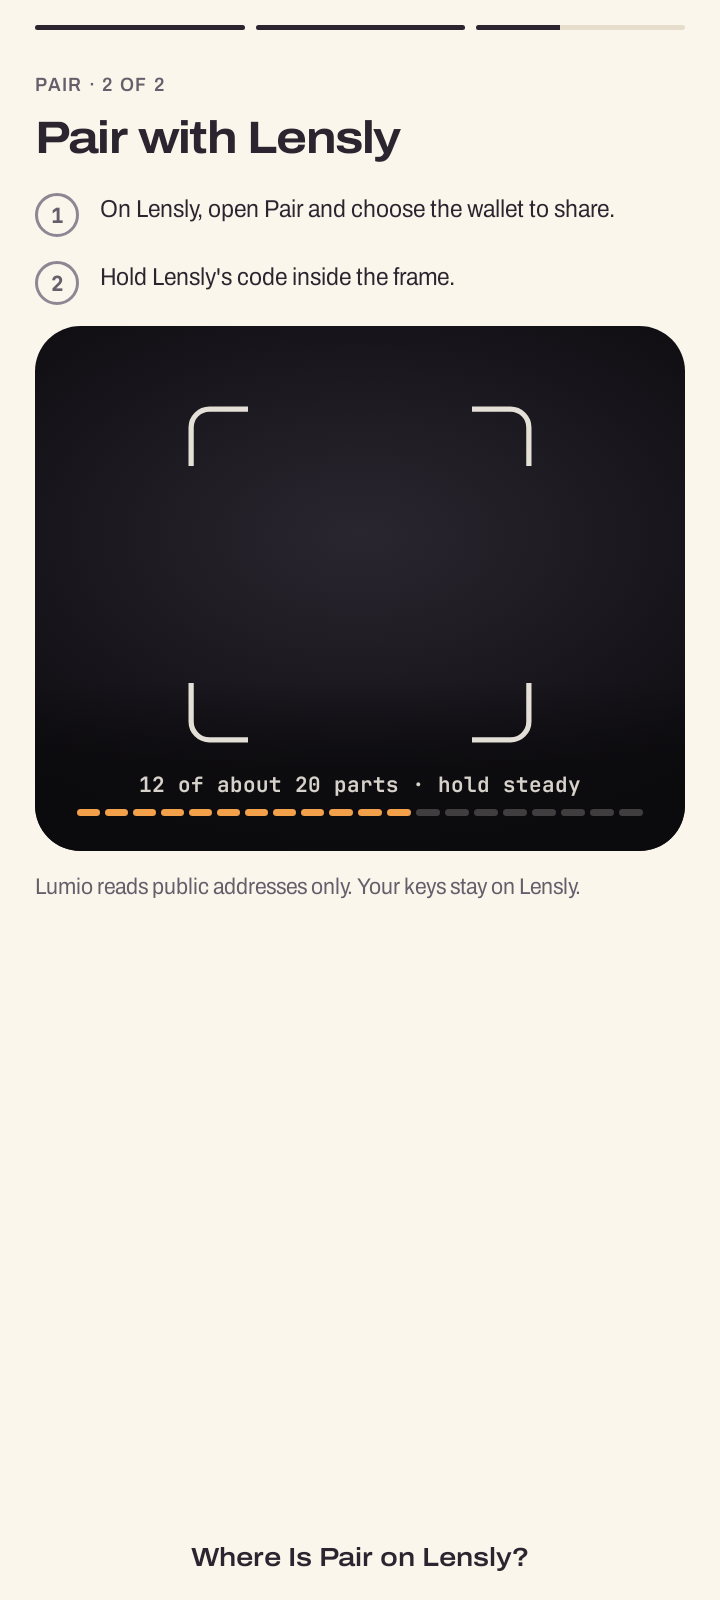 PAIR · 2 OF 2
Pair with Lensly
1 On Lensly, open Pair and choose the wallet to share.
2 Hold Lensly's code inside the frame.
12 of about 20 parts · hold steady
Lumio reads public addresses only. Your keys stay on Lensly.
Where Is Pair on Lensly?